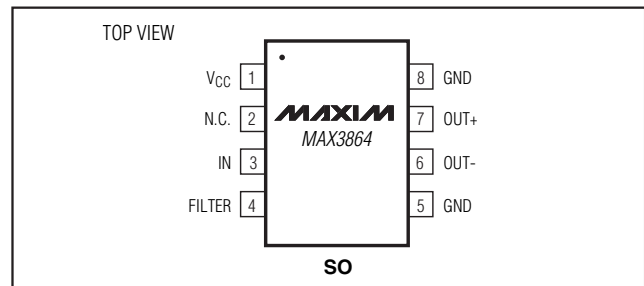 TOP VIEW
VCC 1
8 GND
N.C. 2
MAXIM
7 OUT+
MAX3864
IN 3
6 OUT-
FILTER 4
5 GND
SO